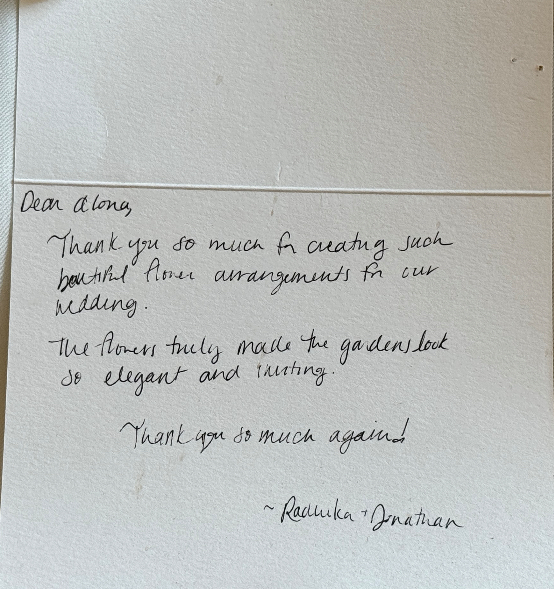 Dear Alona,
Thank you so much for creating such
beautiful flower arrangements for our
wedding.
The flowers truly made the gardens look
so elegant and inviting.
Thank you so much again!
~ Radhika + Jonathan